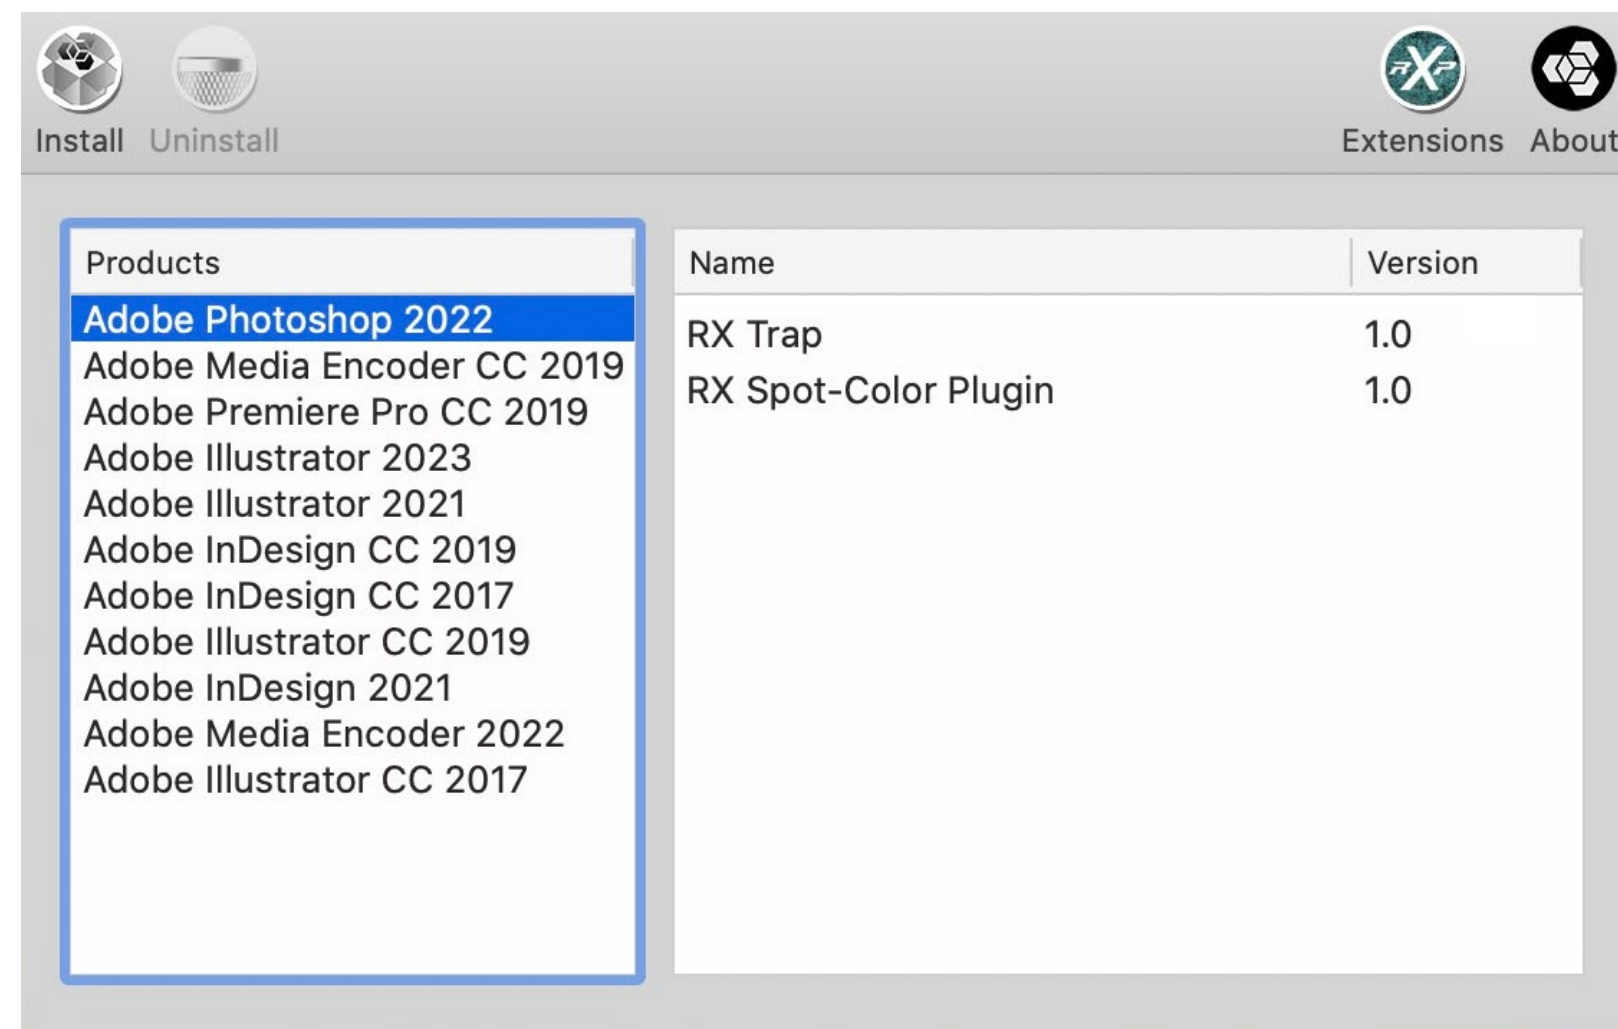 Install Uninstall Extensions About
Products
Adobe Photoshop 2022
Adobe Media Encoder CC 2019
Adobe Premiere Pro CC 2019
Adobe Illustrator 2023
Adobe Illustrator 2021
Adobe InDesign CC 2019
Adobe InDesign CC 2017
Adobe Illustrator CC 2019
Adobe InDesign 2021
Adobe Media Encoder 2022
Adobe Illustrator CC 2017
Name Version
RX Trap 1.0
RX Spot-Color Plugin 1.0
RXP